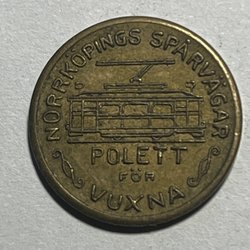 NORRKÖPINGS SPÅRVÄGAR
POLETT
FÖR
VUXNA